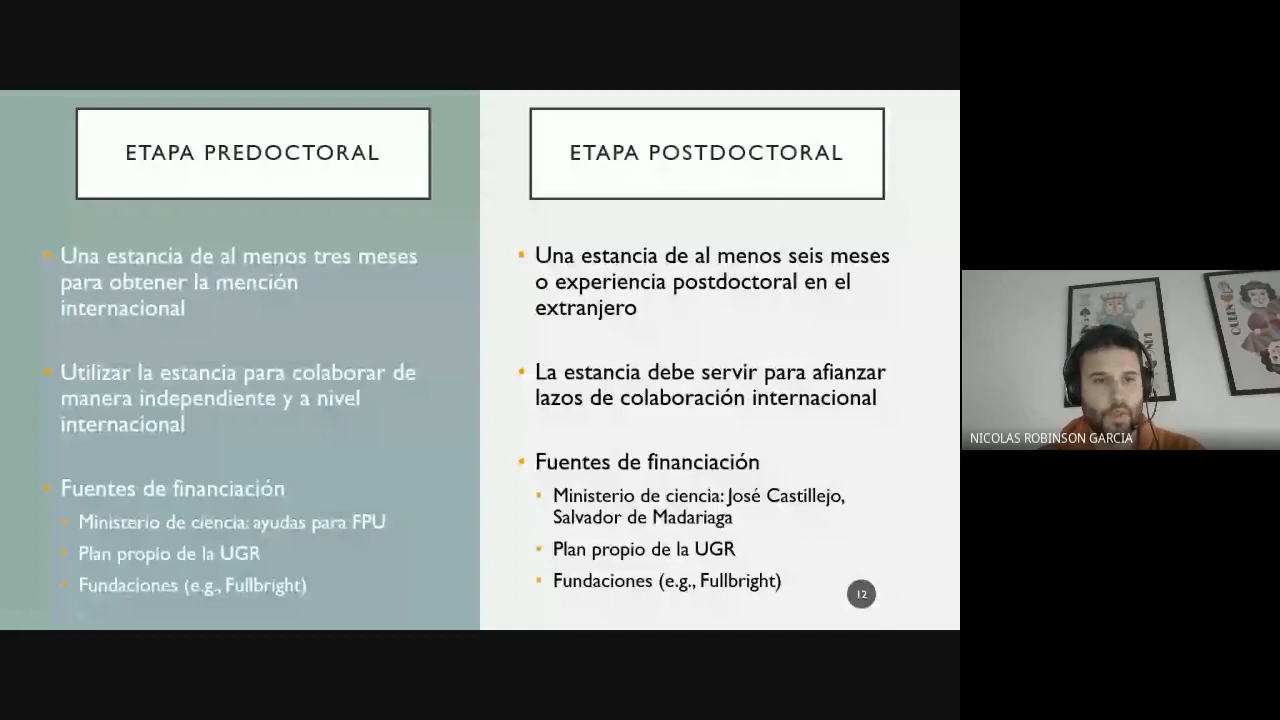 ETAPA PREDOCTORAL
Una estancia de al menos tres meses
para obtener la mención
internacional
Utilizar la estancia para colaborar de
manera independiente y a nivel
internacional
Fuentes de financiación
Ministerio de ciencia: ayudas para FPU
Plan propio de la UGR
Fundaciones (e.g., Fullbright)
ETAPA POSTDOCTORAL
Una estancia de al menos seis meses
o experiencia postdoctoral en el
extranjero
La estancia debe servir para afianzar
lazos de colaboración internacional
Fuentes de financiación
Ministerio de ciencia: José Castillejo,
Salvador de Madariaga
Plan propio de la UGR
Fundaciones (e.g., Fullbright)
12
QUEEN
NICOLAS ROBINSON GARCIA